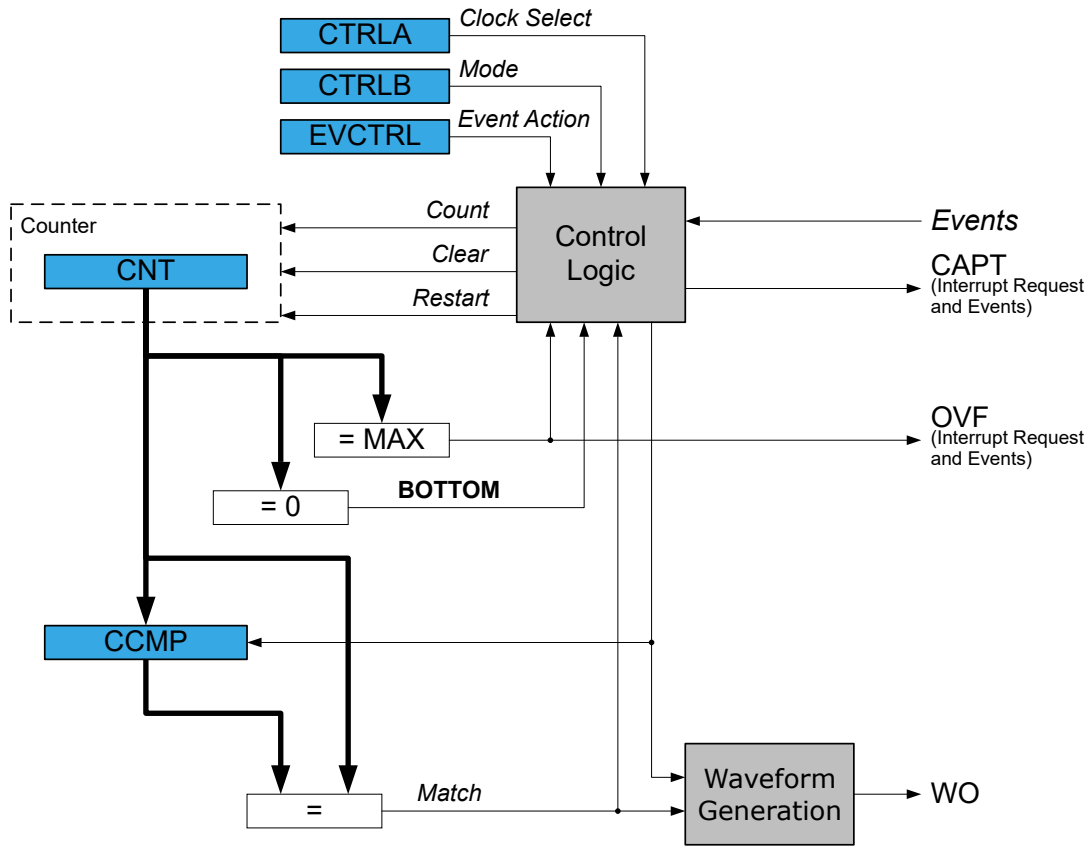 CTRLA
Clock Select
CTRLB
Mode
EVCTRL
Event Action
Counter
CNT
Count
Clear
Restart
Control
Logic
Events
CAPT
(Interrupt Request
and Events)
= MAX
OVF
(Interrupt Request
and Events)
= 0
BOTTOM
CCMP
=
Match
Waveform
Generation
WO